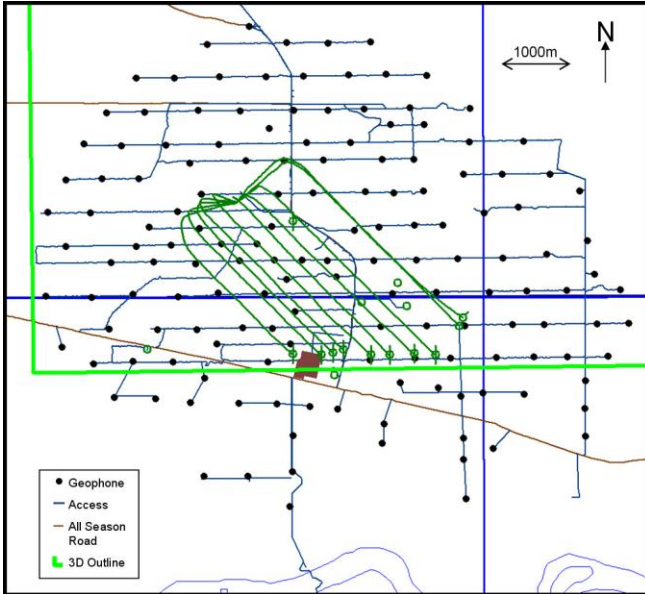 N
1000m
Geophone
Access
All Season
Road
3D Outline